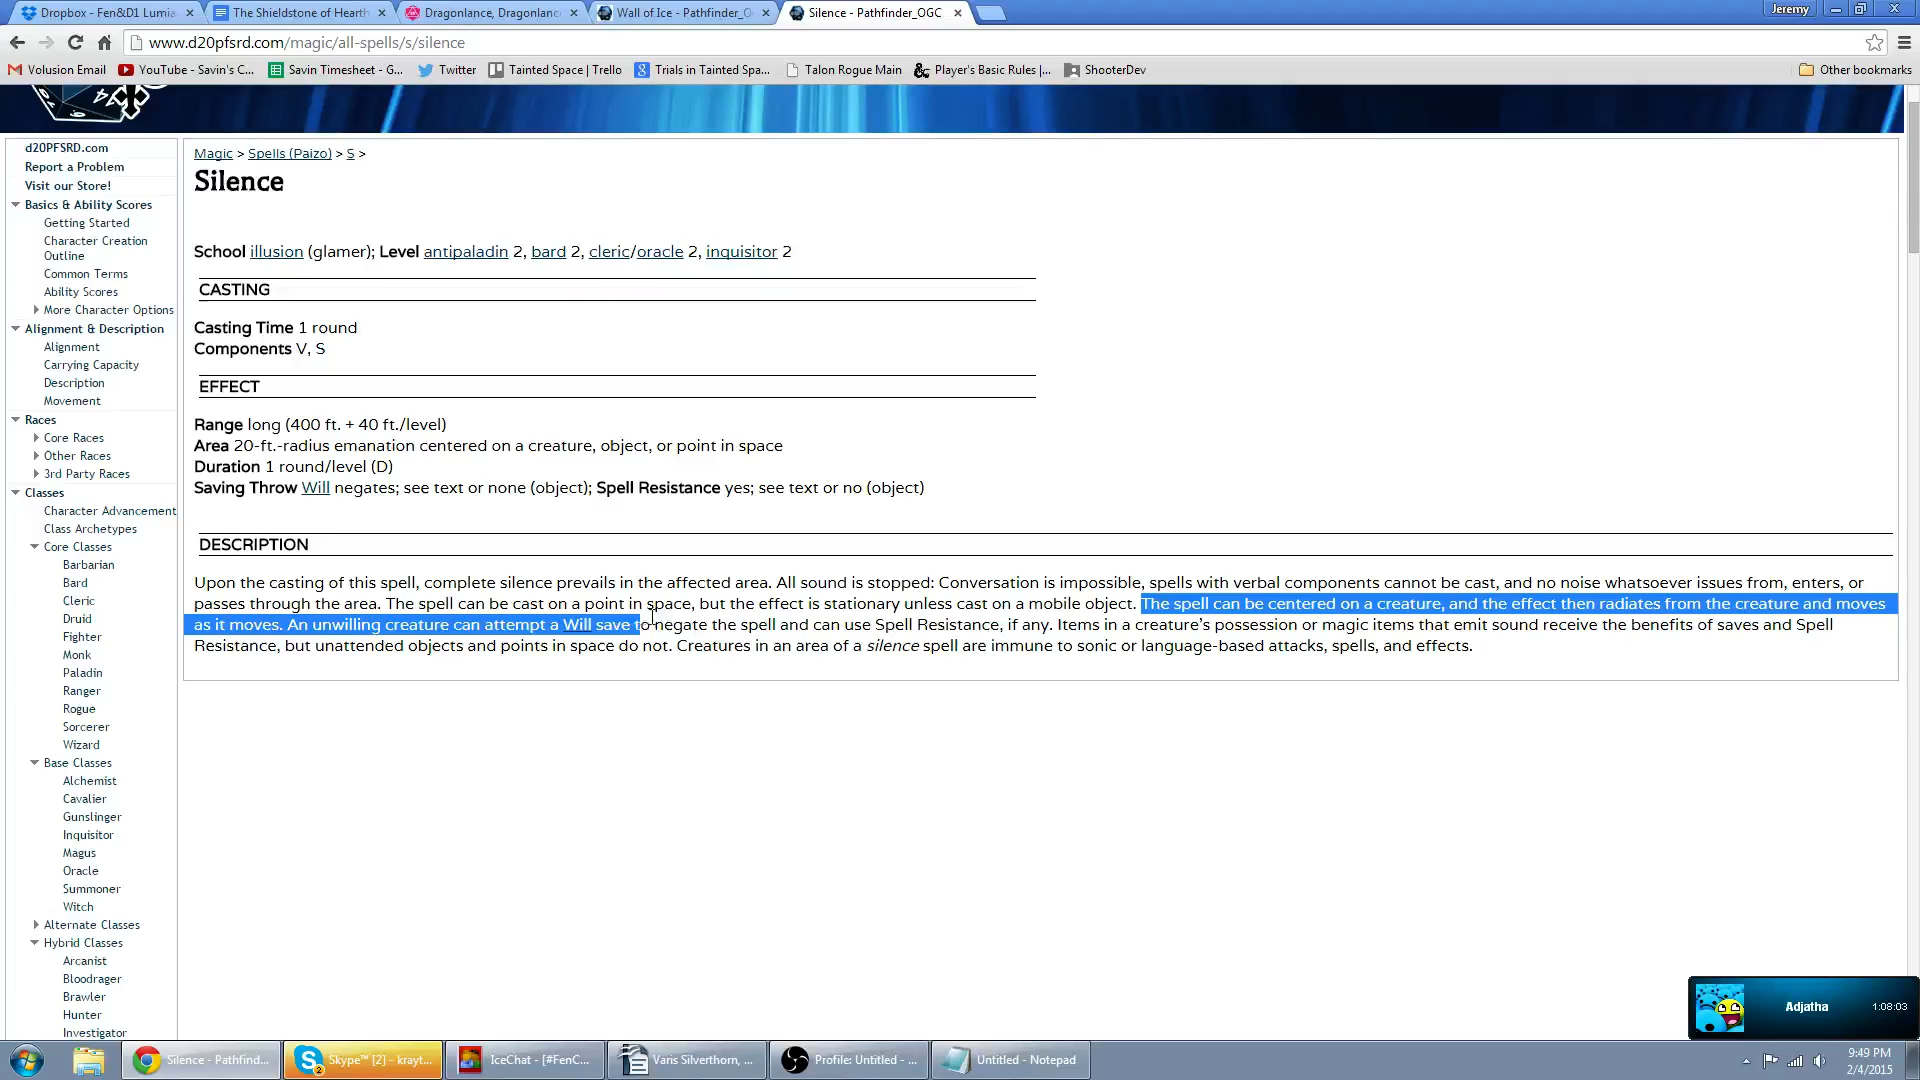 Dropbox - Fen&D1 Lumia
The Shieldstone of Hearth
Dragonlance, Dragonlanc
Wall of Ice - Pathfinder_O
Silence - Pathfinder_OGC
Jeremy
www.d20pfsrd.com/magic/all-spells/s/silence
Volusion Email
YouTube - Savin's C...
Savin Timesheet - G...
Twitter
Tainted Space | Trello
Trials in Tainted Spa...
Talon Rogue Main
Player's Basic Rules |...
ShooterDev
Other bookmarks
d20PFSRD.com
Report a Problem
Visit our Store!
Basics & Ability Scores
Getting Started
Character Creation
Outline
Common Terms
Ability Scores
More Character Options
Alignment & Description
Alignment
Carrying Capacity
Description
Movement
Races
Core Races
Other Races
3rd Party Races
Classes
Character Advancement
Class Archetypes
Core Classes
Barbarian
Bard
Cleric
Druid
Fighter
Monk
Paladin
Ranger
Rogue
Sorcerer
Wizard
Base Classes
Alchemist
Cavalier
Gunslinger
Inquisitor
Magus
Oracle
Summoner
Witch
Alternate Classes
Hybrid Classes
Arcanist
Bloodrager
Brawler
Hunter
Investigator
Magic > Spells (Paizo) > S >
Silence
School illusion (glamer); Level antipaladin 2, bard 2, cleric/oracle 2, inquisitor 2
CASTING
Casting Time 1 round
Components V, S
EFFECT
Range long (400 ft. + 40 ft./level)
Area 20-ft.-radius emanation centered on a creature, object, or point in space
Duration 1 round/level (D)
Saving Throw Will negates; see text or none (object); Spell Resistance yes; see text or no (object)
DESCRIPTION
Upon the casting of this spell, complete silence prevails in the affected area. All sound is stopped: Conversation is impossible, spells with verbal components cannot be cast, and no noise whatsoever issues from, enters, or
passes through the area. The spell can be cast on a point in space, but the effect is stationary unless cast on a mobile object. The spell can be centered on a creature, and the effect then radiates from the creature and moves
as it moves. An unwilling creature can attempt a Will save to negate the spell and can use Spell Resistance, if any. Items in a creature's possession or magic items that emit sound receive the benefits of saves and Spell
Resistance, but unattended objects and points in space do not. Creatures in an area of a silence spell are immune to sonic or language-based attacks, spells, and effects.
Adjatha
1:08:03
Silence - Pathfind...
Skype™ [2] - krayt...
IceChat - [#FenC...
Varis Silverthorn, ...
Profile: Untitled - ...
Untitled - Notepad
9:49 PM
2/4/2015